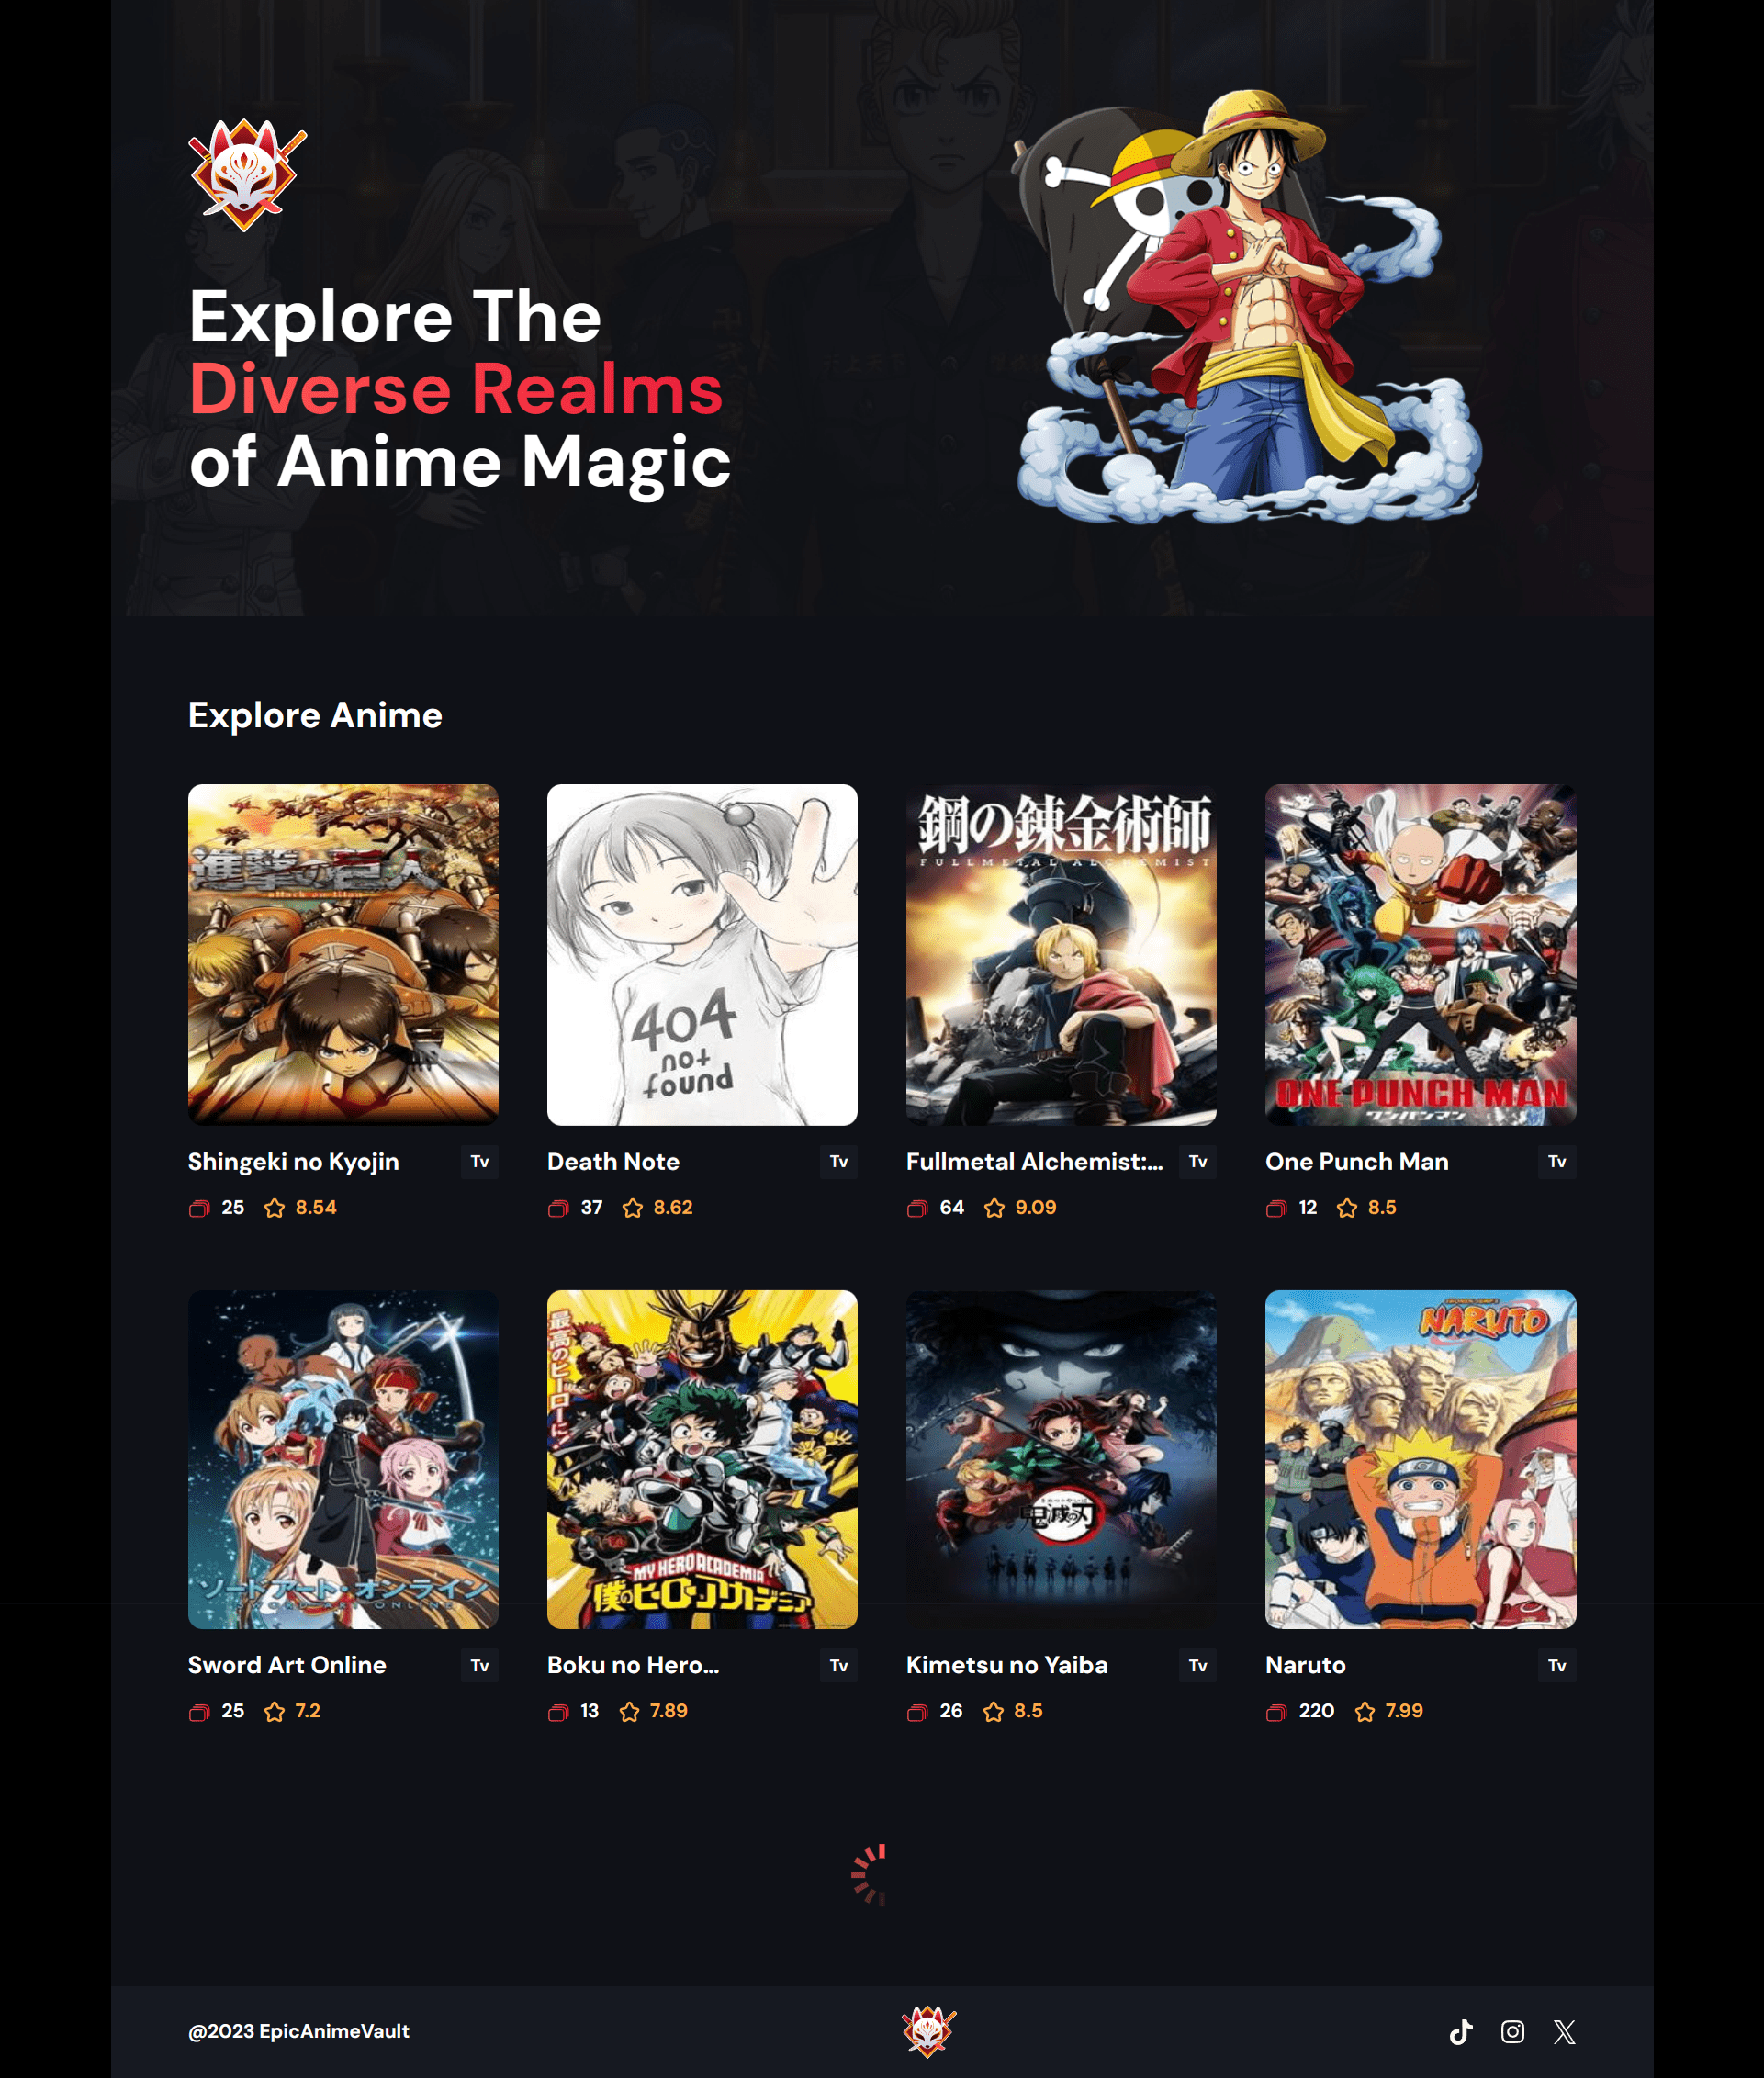 Explore The
Diverse Realms
of Anime Magic
Explore Anime
進撃の巨人
attack on titan
404
not
found
鋼の錬金術師
FULLMETAL ALCHEMIST
ONE PUNCH MAN
ワンパンマン
Shingeki no Kyojin
Tv
25
8.54
Death Note
Tv
37
8.62
Fullmetal Alchemist:...
Tv
64
9.09
One Punch Man
Tv
12
8.5
ソードアート・オンライン
SWORD ART ONLINE
最高のヒーローに!
MY HERO ACADEMIA
僕のヒーローアカデミア
鬼滅の刃
NARUTO
Sword Art Online
Tv
25
7.2
Boku no Hero...
Tv
13
7.89
Kimetsu no Yaiba
Tv
26
8.5
Naruto
Tv
220
7.99
@2023 EpicAnimeVault